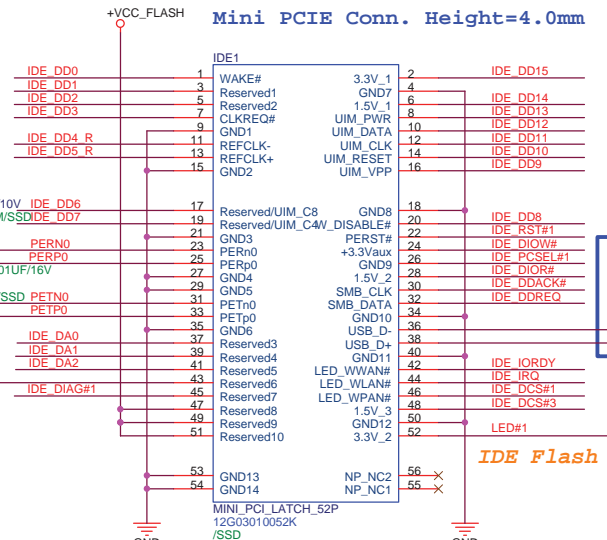 +VCC_FLASH
Mini PCIE Conn. Height=4.0mm
IDE1
IDE_DD0 1 WAKE# 3.3V_1 2 IDE_DD15
IDE_DD1 3 Reserved1 GND7 4
IDE_DD2 5 Reserved2 1.5V_1 6 IDE_DD14
IDE_DD3 7 CLKREQ# UIM_PWR 8 IDE_DD13
9 GND1 UIM_DATA 10 IDE_DD12
IDE_DD4_R 11 REFCLK- UIM_CLK 12 IDE_DD11
IDE_DD5_R 13 REFCLK+ UIM_RESET 14 IDE_DD10
15 GND2 UIM_VPP 16 IDE_DD9
10V IDE_DD6 17 Reserved/UIM_C8 GND8 18
M/SSD IDE_DD7 19 Reserved/UIM_C4 W_DISABLE# 20 IDE_DD8
21 GND3 PERST# 22 IDE_RST#1
PERN0 23 PERn0 +3.3Vaux 24 IDE_DIOW#
PERP0 25 PERp0 GND9 26 IDE_PCSEL#1
01UF/16V 27 GND4 1.5V_2 28 IDE_DIOR#
29 GND5 SMB_CLK 30 IDE_DDACK#
/SSD PETN0 31 PETn0 SMB_DATA 32 IDE_DDREQ
PETP0 33 PETp0 GND10 34
35 GND6 USB_D- 36
IDE_DA0 37 Reserved3 USB_D+ 38
IDE_DA1 39 Reserved4 GND11 40
IDE_DA2 41 Reserved5 LED_WWAN# 42 IDE_IORDY
43 Reserved6 LED_WLAN# 44 IDE_IRQ
IDE_DIAG#1 45 Reserved7 LED_WPAN# 46 IDE_DCS#1
47 Reserved8 1.5V_3 48 IDE_DCS#3
49 Reserved9 GND12 50
51 Reserved10 3.3V_2 52 LED#1
IDE Flash
53 GND13 NP_NC2 56
54 GND14 NP_NC1 55
MINI_PCI_LATCH_52P
12G03010052K
/SSD
GND GND